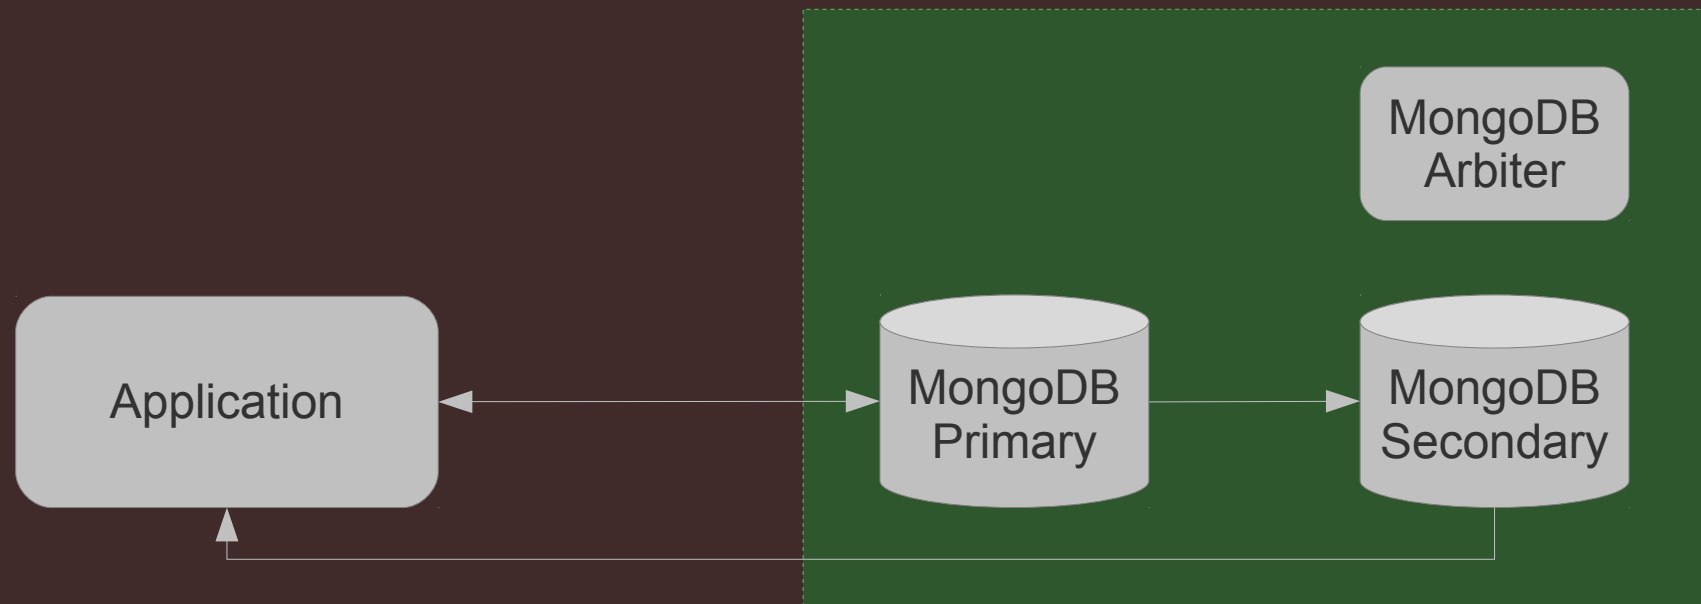 MongoDB
Arbiter
Application
MongoDB
Primary
MongoDB
Secondary